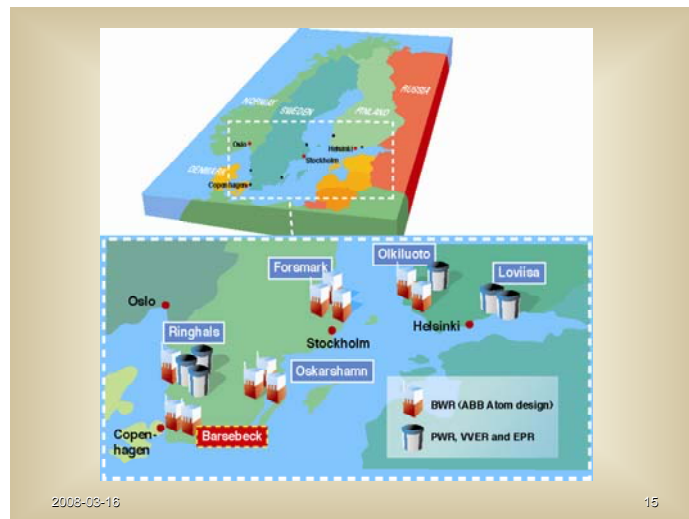 NORWAY
SWEDEN
FINLAND
RUSSIA
Oslo
Helsinki
Stockholm
DENMARK
Copenhagen
Forsmark
Olkiluoto
Loviisa
Oslo
Ringhals
Helsinki
Stockholm
Oskarshamn
BWR (ABB Atom design)
Copen-
hagen
Barsebeck
PWR, VVER and EPR
2008-03-16
15